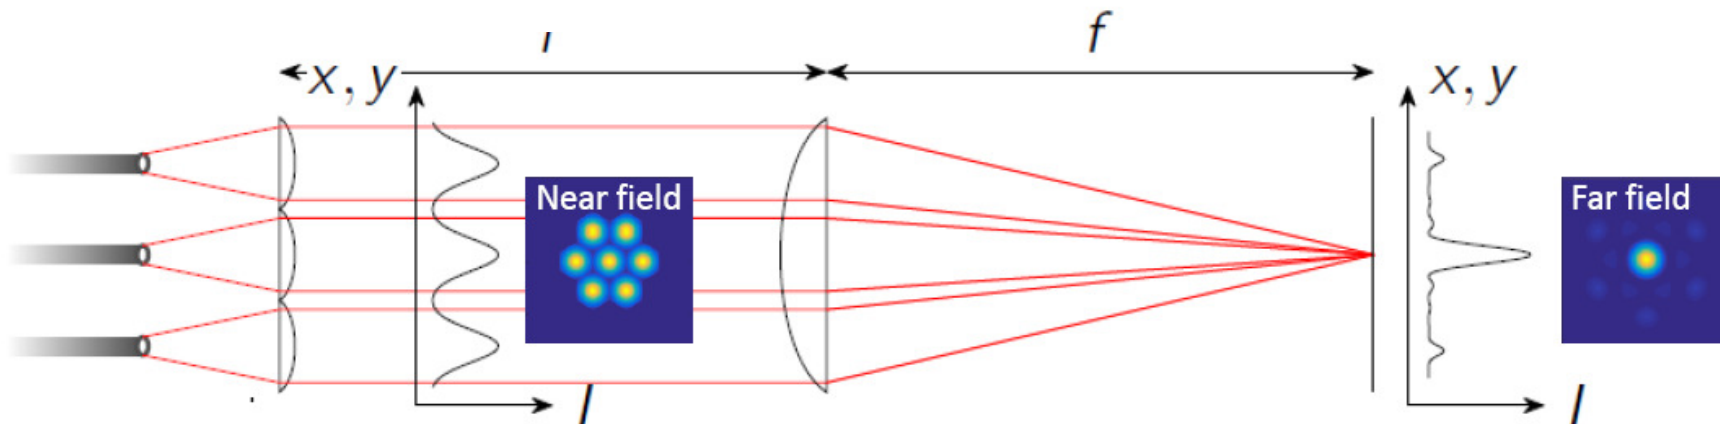 f
x, y
x, y
Near field
Far field
I
I